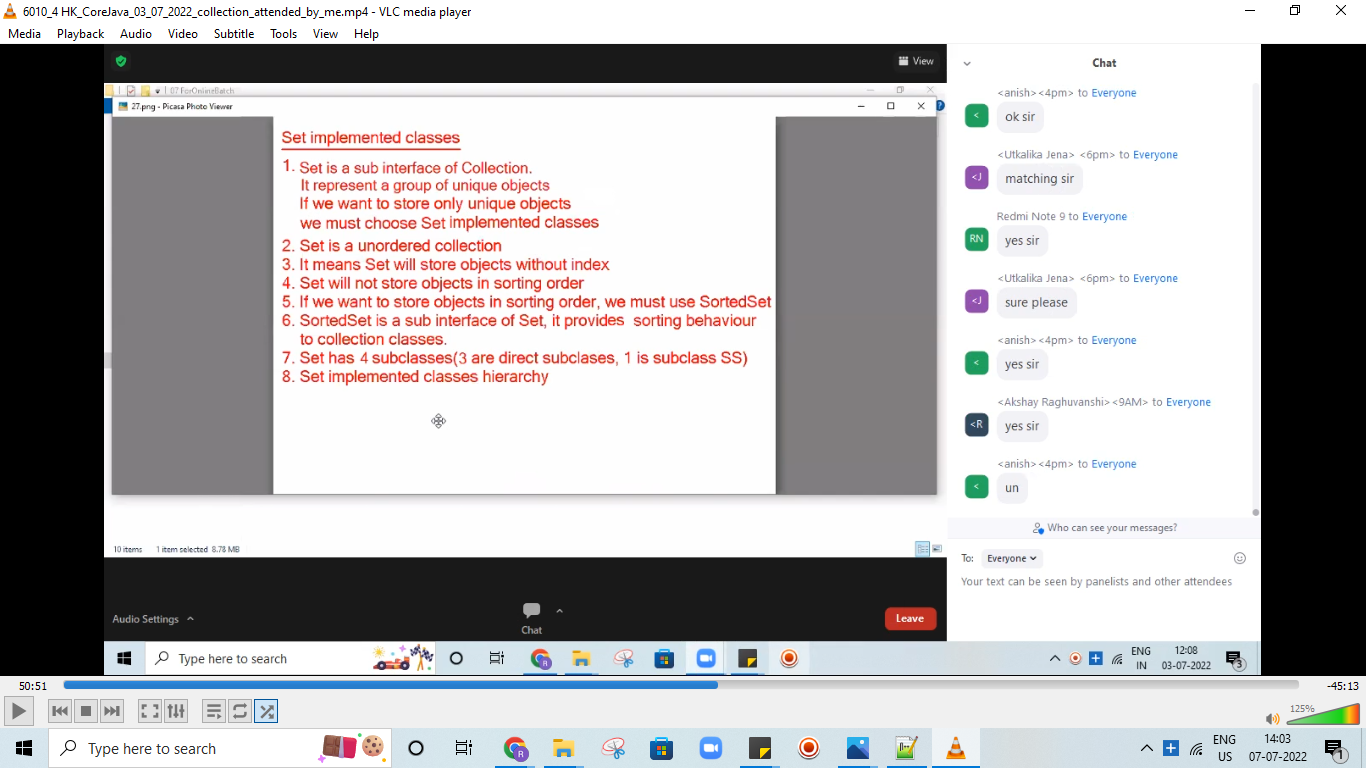 6010_4 HK_CoreJava_03_07_2022_collection_attended_by_me.mp4 - VLC media player
Media Playback Audio Video Subtitle Tools View Help
View
07 ForOnlineBatch
27.png - Picasa Photo Viewer
Set implemented classes
1. Set is a sub interface of Collection.
It represent a group of unique objects
If we want to store only unique objects
we must choose Set implemented classes
2. Set is a unordered collection
3. It means Set will store objects without index
4. Set will not store objects in sorting order
5. If we want to store objects in sorting order, we must use SortedSet
6. SortedSet is a sub interface of Set, it provides sorting behaviour
to collection classes.
7. Set has 4 subclasses(3 are direct subclases, 1 is subclass SS)
8. Set implemented classes hierarchy
10 items 1 item selected 8.78 MB
Audio Settings
Chat
Leave
Chat
<anish><4pm> to Everyone
<
ok sir
<Utkalika Jena> <6pm> to Everyone
<J
matching sir
Redmi Note 9 to Everyone
RN
yes sir
<Utkalika Jena> <6pm> to Everyone
<J
sure please
<anish><4pm> to Everyone
<
yes sir
<Akshay Raghuvanshi><9AM> to Everyone
<R
yes sir
<anish><4pm> to Everyone
<
un
Who can see your messages?
To: Everyone
Your text can be seen by panelists and other attendees
Type here to search
R
ENG
IN
12:08
03-07-2022
3
50:51
-45:13
125%
Type here to search
R
ENG
US
14:03
07-07-2022
1